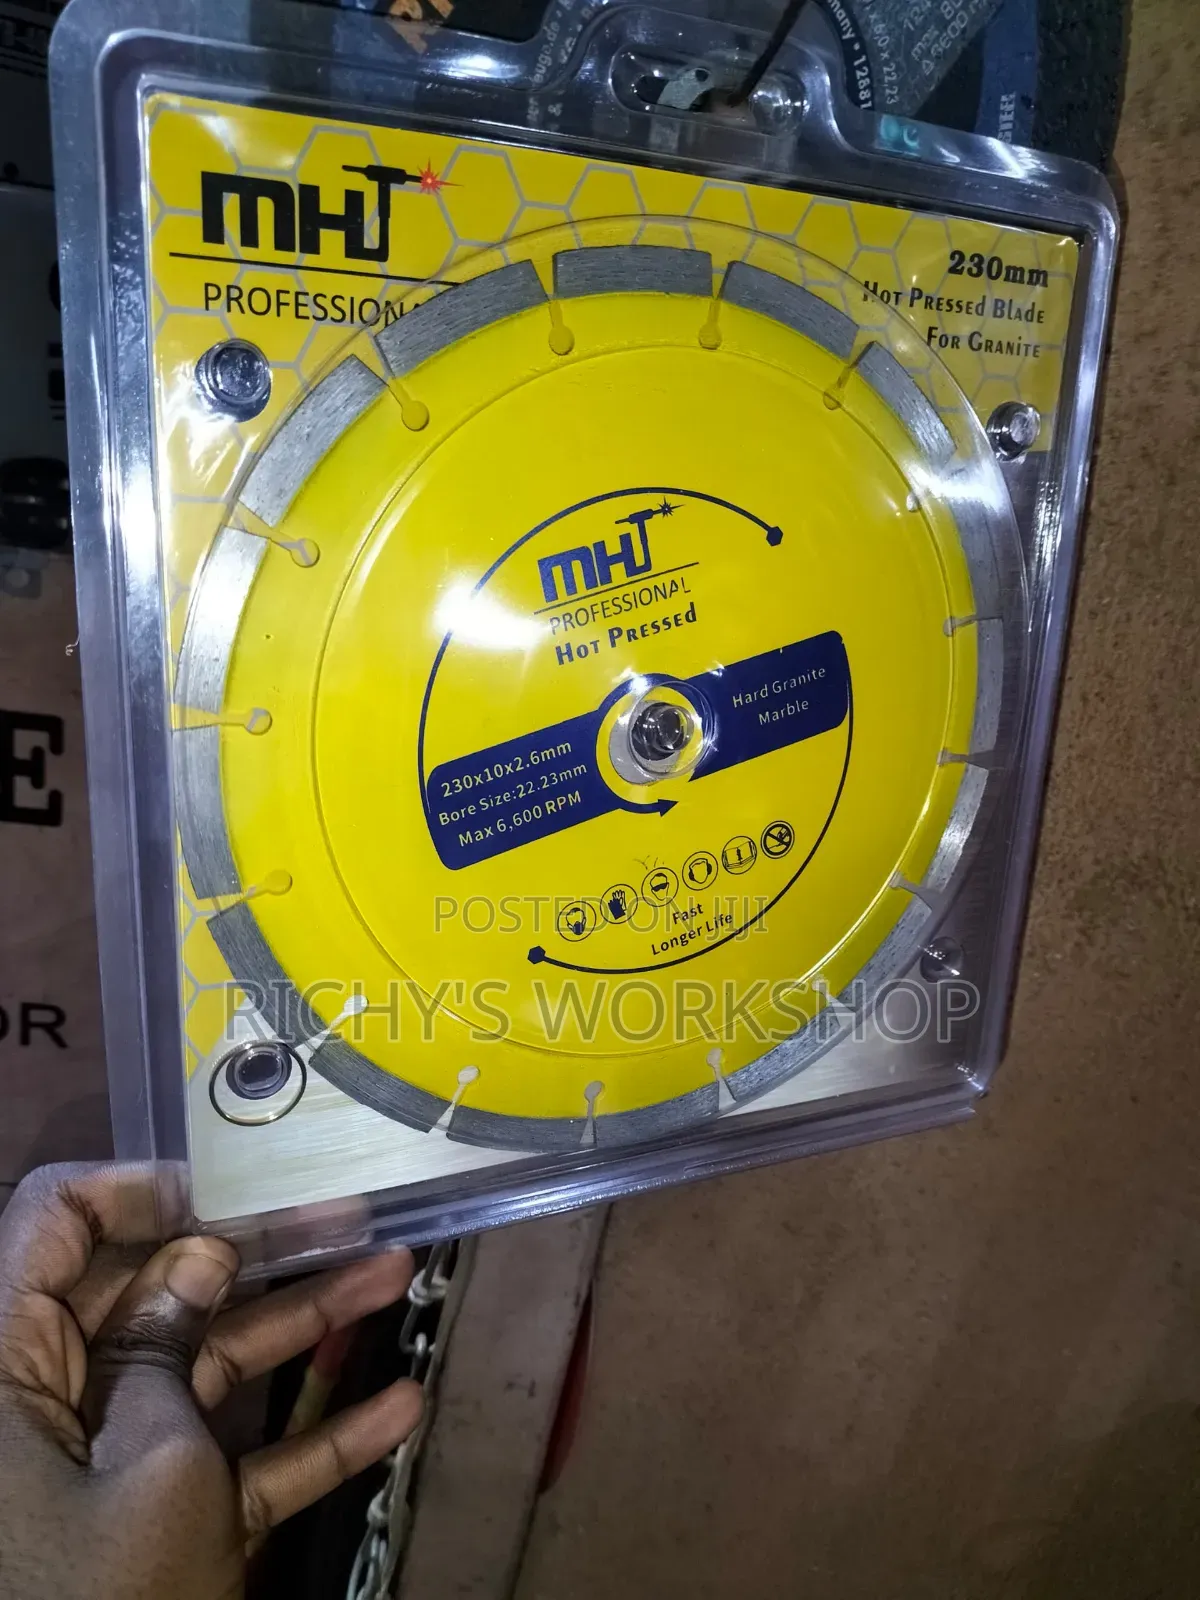 MHT
PROFESSIONAL
230mm
Hot Pressed Blade
For Granite
MHT
PROFESSIONAL
Hot Pressed
230x10x2.6mm
Bore Size:22.23mm
Max 6,600 RPM
Hard Granite
Marble
Fast
Longer Life
POSTED ON JIJI
RICHY'S WORKSHOP